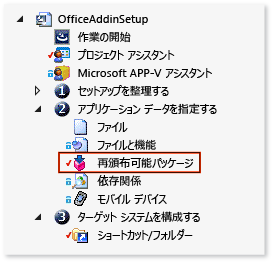 OfficeAddinSetup
作業の開始
プロジェクト アシスタント
Microsoft APP-V アシスタント
1 セットアップを整理する
2 アプリケーション データを指定する
ファイル
ファイルと機能
再頒布可能パッケージ
依存関係
モバイル デバイス
3 ターゲット システムを構成する
ショートカット/フォルダー